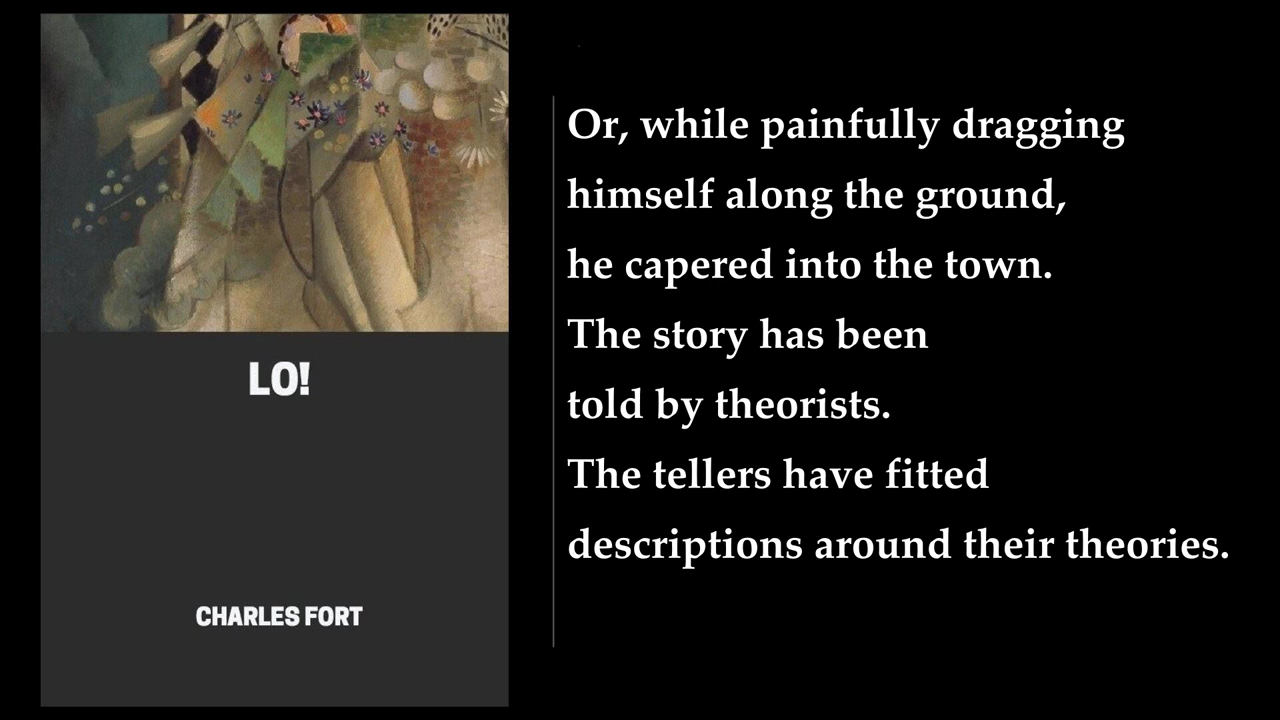 LO!
CHARLES FORT
Or, while painfully dragging
himself along the ground,
he capered into the town.
The story has been
told by theorists.
The tellers have fitted
descriptions around their theories.